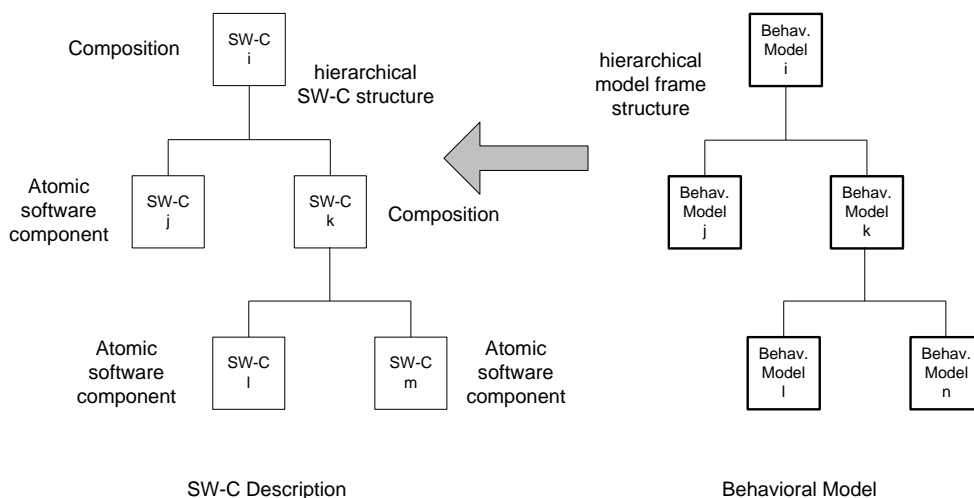 Composition
SW-C
i
hierarchical
SW-C structure
hierarchical
model frame
structure
Behav.
Model
i
Atomic
software
component
SW-C
j
SW-C
k
Composition
Behav.
Model
j
Behav.
Model
k
Atomic
software
component
SW-C
l
SW-C
m
Atomic
software
component
Behav.
Model
l
Behav.
Model
n
SW-C Description
Behavioral Model